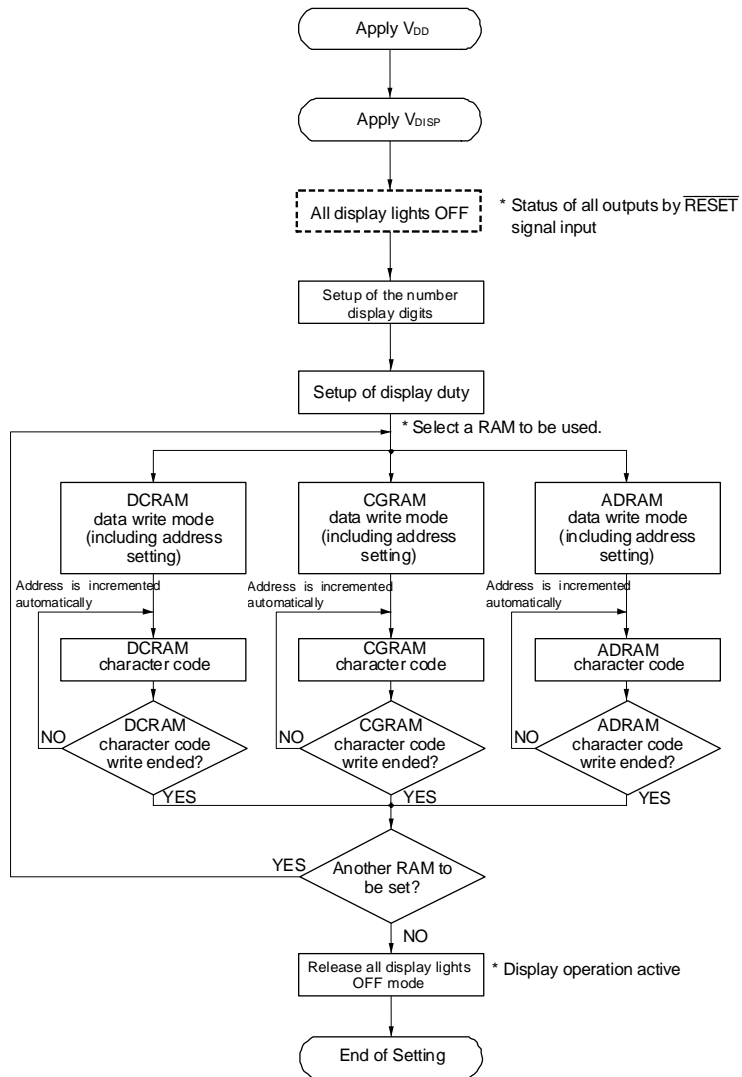 Apply VDD
Apply VDISP
All display lights OFF
* Status of all outputs by RESET
signal input
Setup of the number
display digits
Setup of display duty
* Select a RAM to be used.
DCRAM
data write mode
(including address
setting)
CGRAM
data write mode
(including address
setting)
ADRAM
data write mode
(including address
setting)
Address is incremented
automatically
Address is incremented
automatically
Address is incremented
automatically
DCRAM
character code
CGRAM
character code
ADRAM
character code
NO
DCRAM
character code
write ended?
NO
CGRAM
character code
write ended?
NO
ADRAM
character code
write ended?
YES
YES
YES
YES
Another RAM to
be set?
NO
Release all display lights
OFF mode
* Display operation active
End of Setting